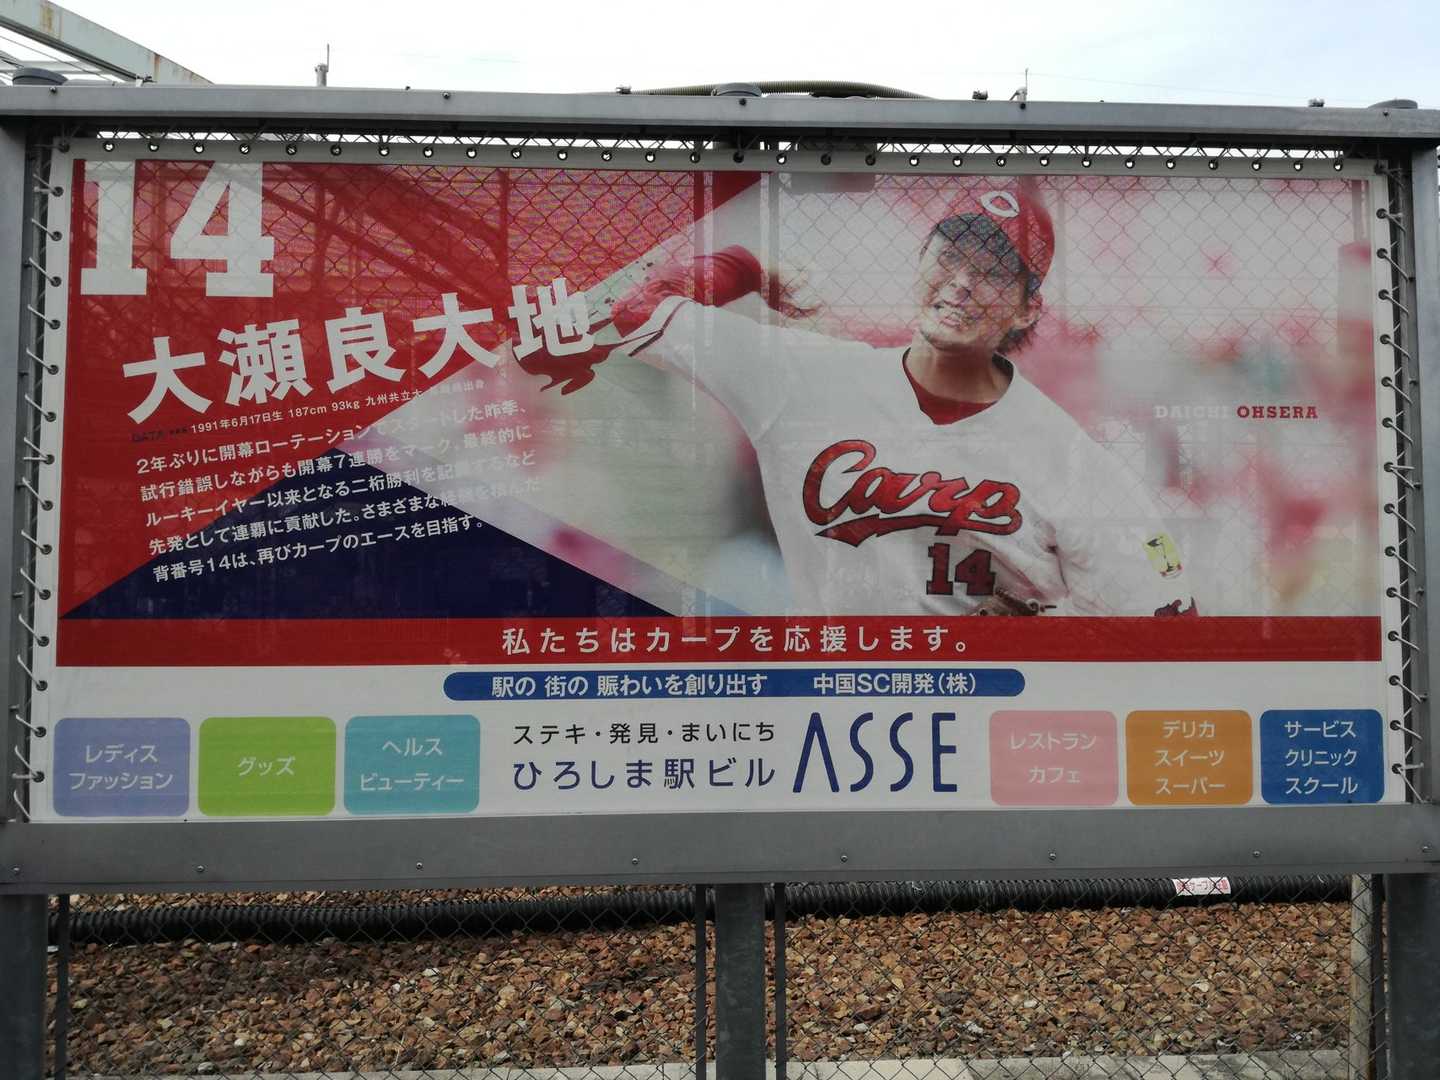 14
大瀬良大地
DATA 1991年6月17日生 187cm 93kg 九州共立大 出身
2年ぶりに開幕ローテーションでスタートした昨季、
試行錯誤しながらも開幕7連勝をマーク。最終的に
ルーキーイヤー以来となる二桁勝利を記録するなど
先発として連覇に貢献した。さまざまな経験を積んだ
背番号14は、再びカープのエースを目指す。
DAICHI OHSERA
C
Carp
14
私たちはカープを応援します。
駅の 街の 賑わいを創り出す 中国SC開発(株)
レディス
ファッション
グッズ
ヘルス
ビューティー
ステキ・発見・まいにち
ひろしま駅ビル ASSE
レストラン
カフェ
デリカ
スイーツ
スーパー
サービス
クリニック
スクール